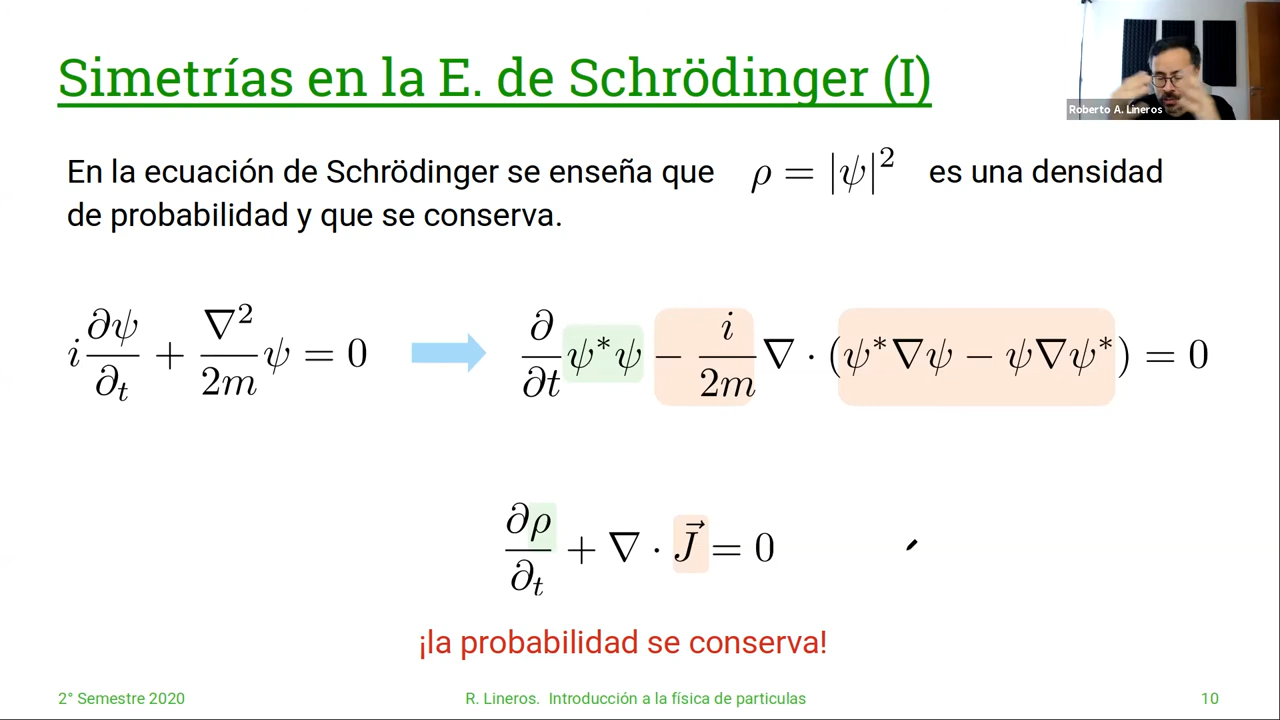 Simetrías en la E. de Schrödinger (I)
Roberto A. Lineros
En la ecuación de Schrödinger se enseña que ρ = |ψ|² es una densidad
de probabilidad y que se conserva.
i ∂ψ/∂_t + ∇²/2m ψ = 0 ∂/∂t ψ*ψ − i/2m ∇ · (ψ*∇ψ − ψ∇ψ*) = 0
∂ρ/∂_t + ∇ · J⃗ = 0
¡la probabilidad se conserva!
2° Semestre 2020 R. Lineros. Introducción a la física de particulas 10